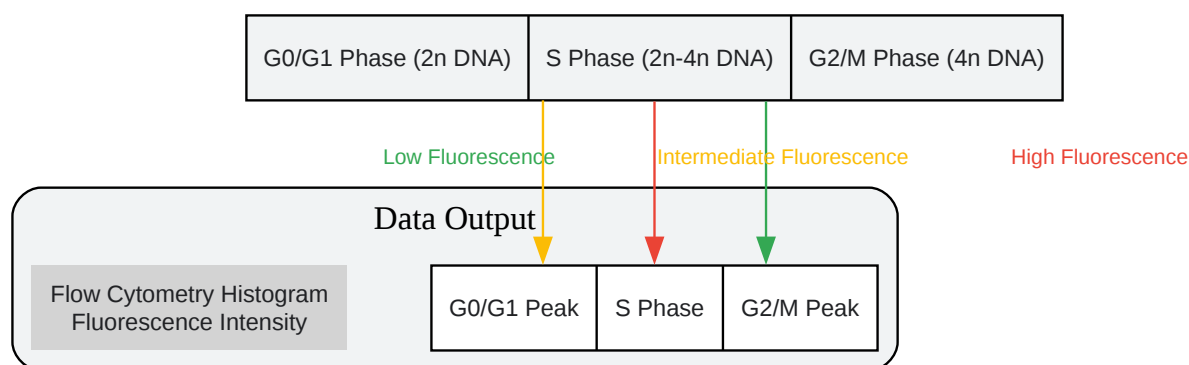 G0/G1 Phase (2n DNA)
S Phase (2n-4n DNA)
G2/M Phase (4n DNA)
Low Fluorescence
Intermediate Fluorescence
High Fluorescence
Data Output
Flow Cytometry Histogram
Fluorescence Intensity
G0/G1 Peak
S Phase
G2/M Peak